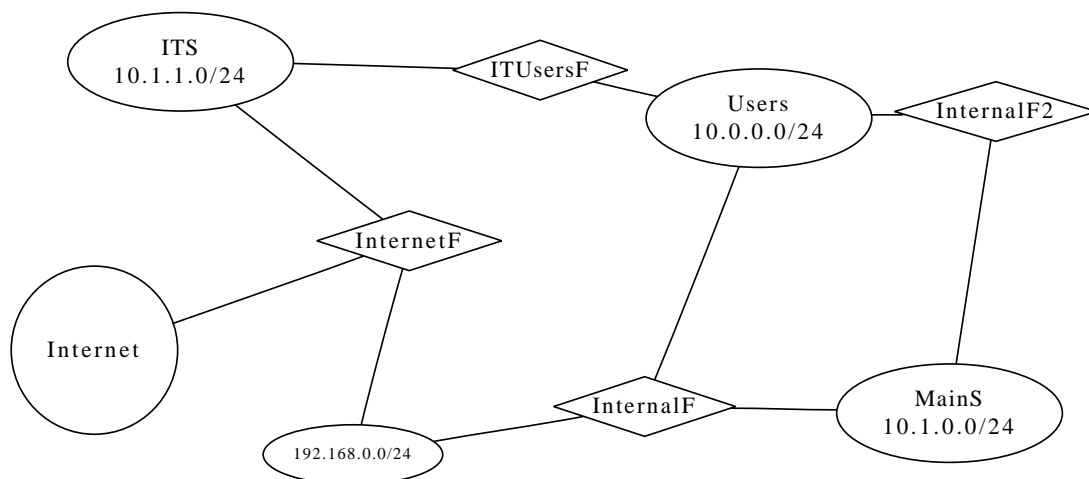 ITS
10.1.1.0/24
ITUsersF
Users
10.0.0.0/24
InternalF2
InternetF
Internet
InternalF
MainS
10.1.0.0/24
192.168.0.0/24